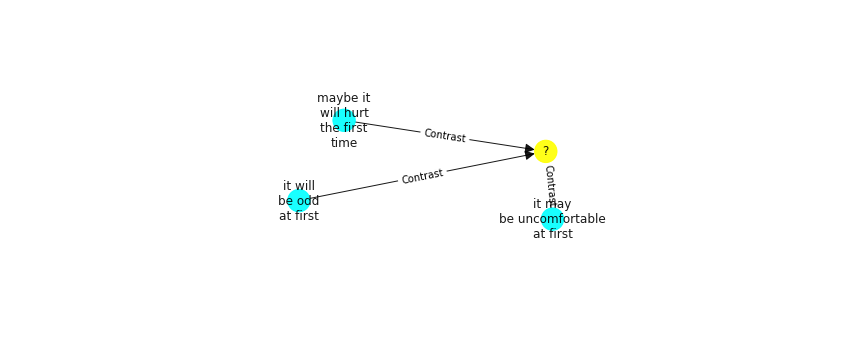 maybe it
will hurt
the first
time
Contrast
?
Contrast
Contrast
it will
be odd
at first
it may
be uncomfortable
at first